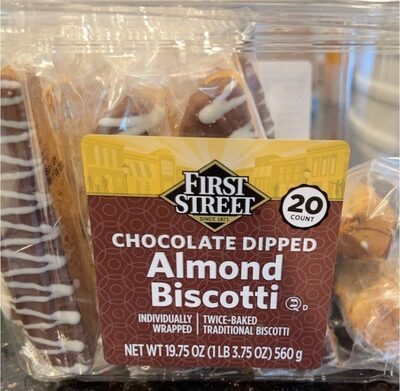 FIRST
STREET
SINCE 1871
20
COUNT
CHOCOLATE DIPPED
Almond
Biscotti
D
INDIVIDUALLY
WRAPPED
TWICE-BAKED
TRADITIONAL BISCOTTI
NET WT 19.75 OZ (1 LB 3.75 OZ) 560 g